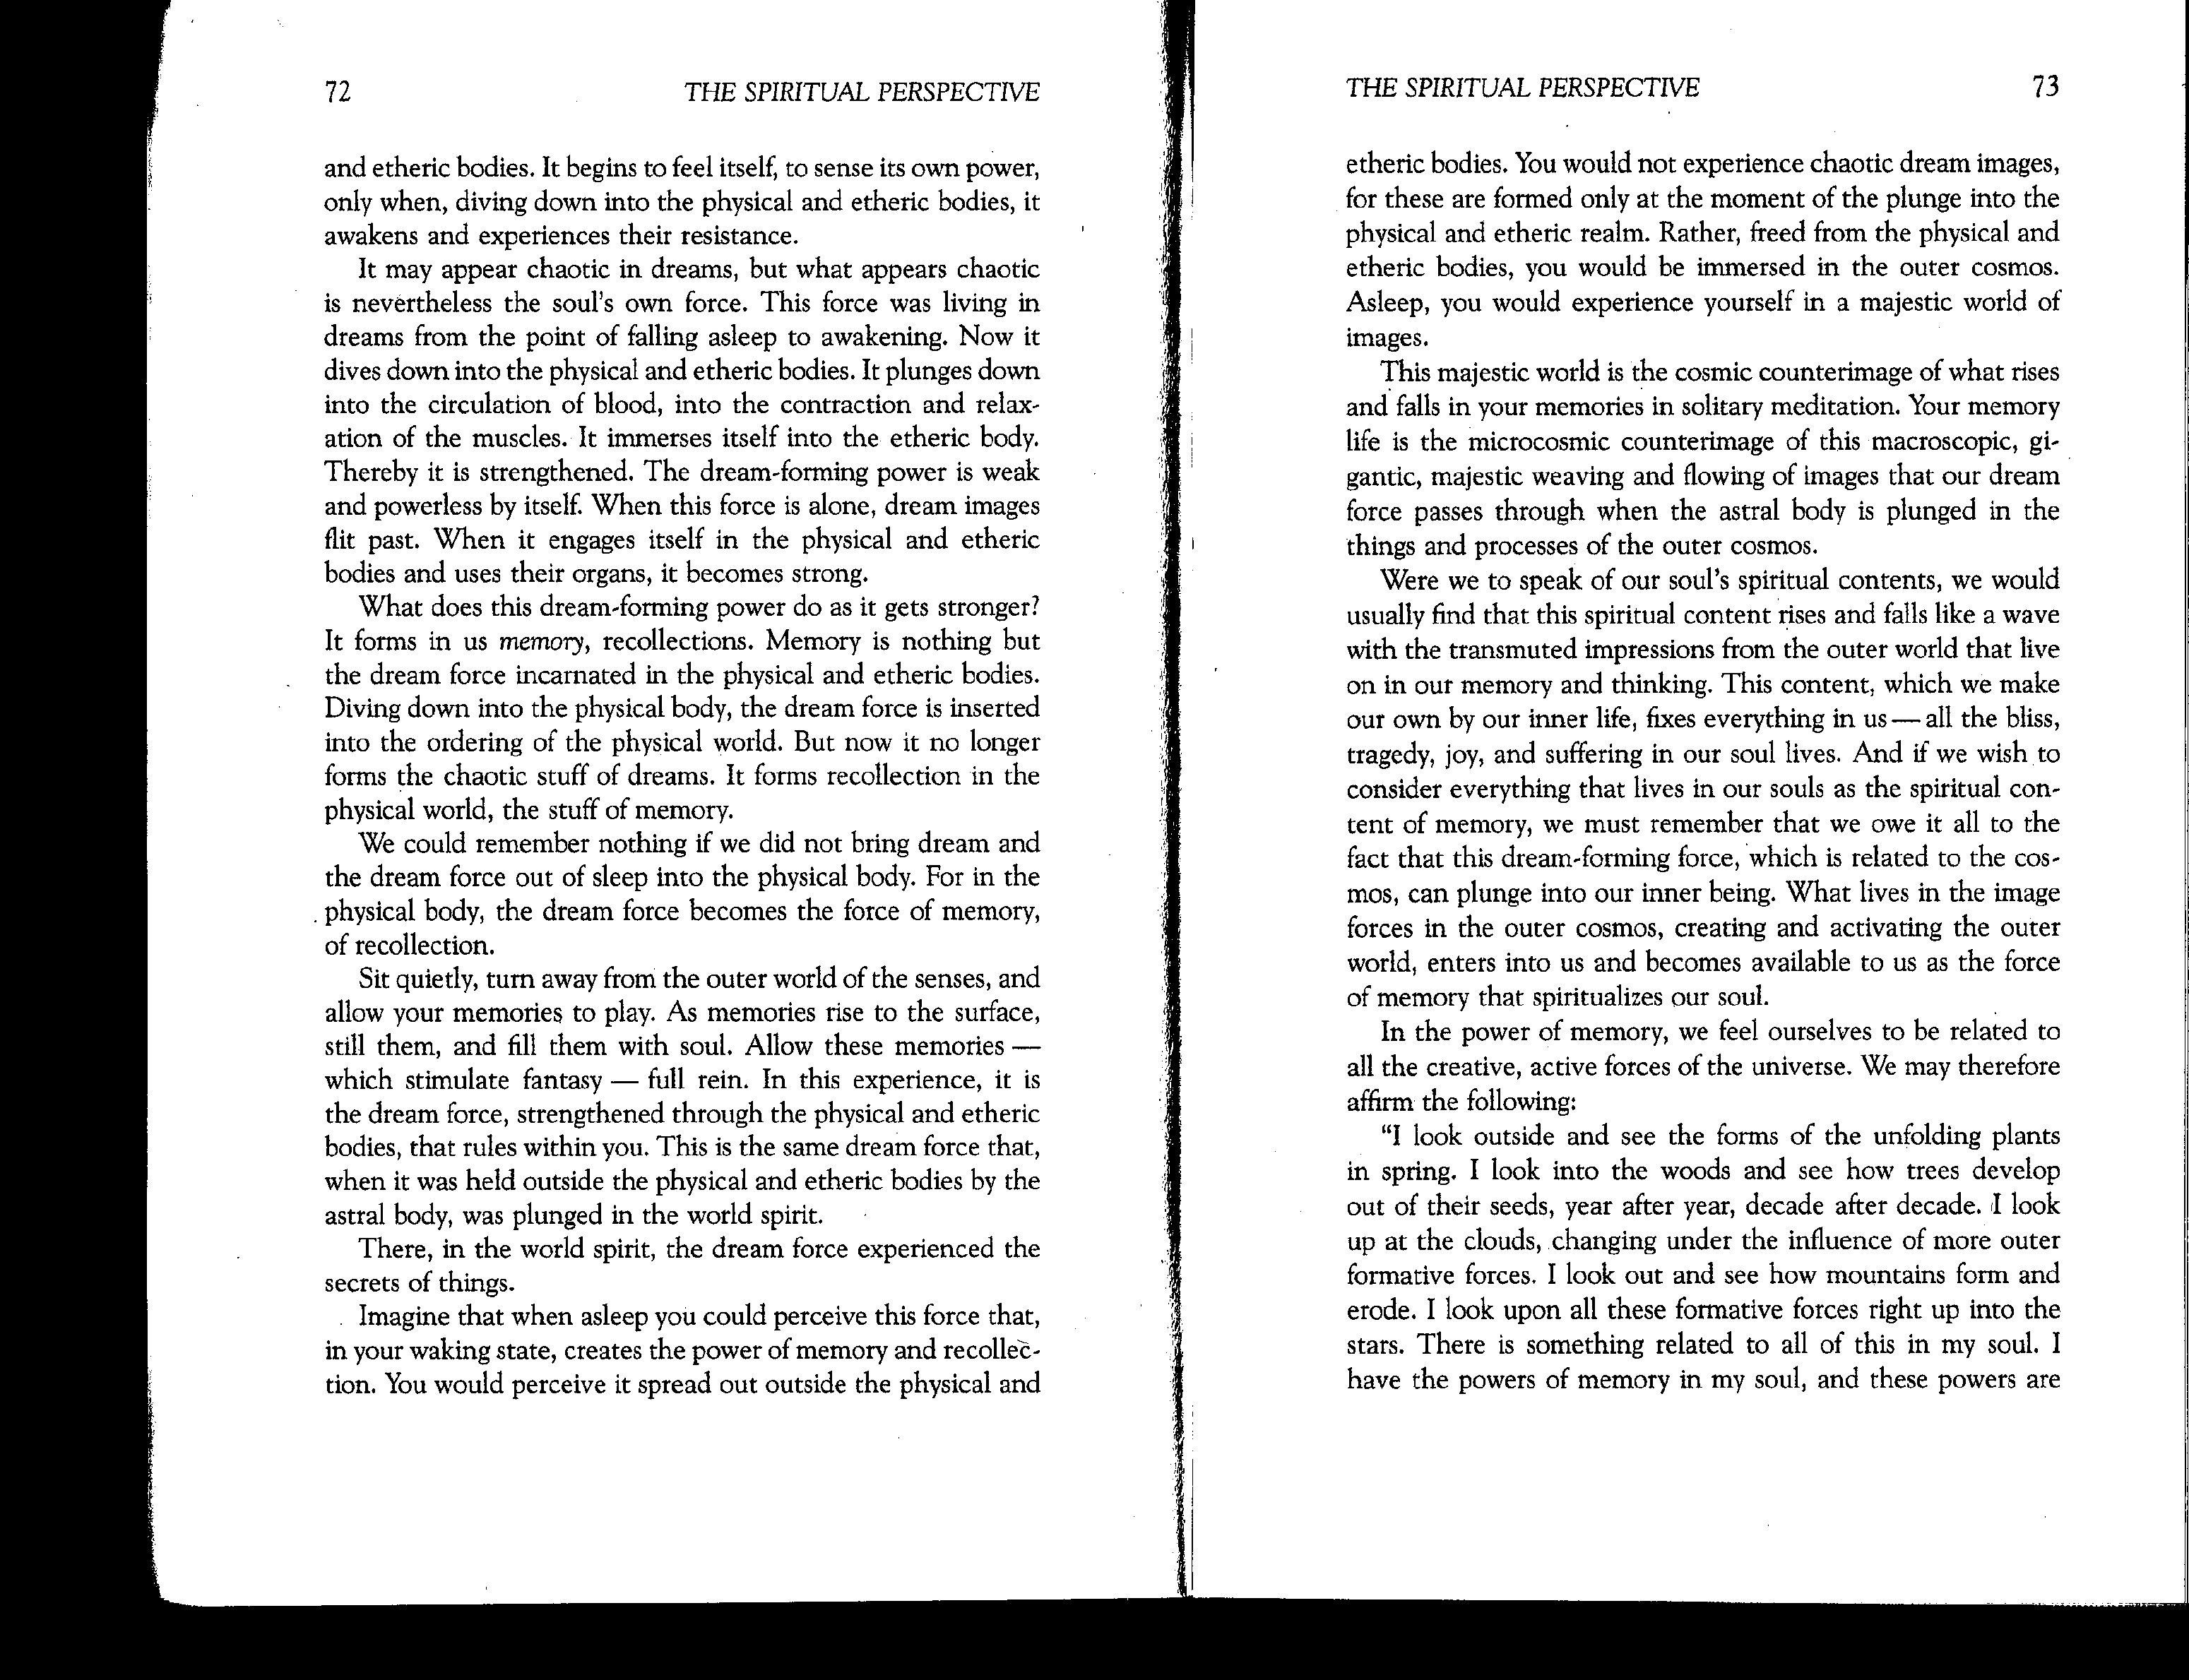 72 THE SPIRITUAL PERSPECTIVE
and etheric bodies. It begins to feel itself, to sense its own power,
only when, diving down into the physical and etheric bodies, it
awakens and experiences their resistance.
It may appear chaotic in dreams, but what appears chaotic
is nevertheless the soul's own force. This force was living in
dreams from the point of falling asleep to awakening. Now it
dives down into the physical and etheric bodies. It plunges down
into the circulation of blood, into the contraction and relax-
ation of the muscles. It immerses itself into the etheric body.
Thereby it is strengthened. The dream-forming power is weak
and powerless by itself. When this force is alone, dream images
flit past. When it engages itself in the physical and etheric
bodies and uses their organs, it becomes strong.
What does this dream-forming power do as it gets stronger?
It forms in us memory, recollections. Memory is nothing but
the dream force incarnated in the physical and etheric bodies.
Diving down into the physical body, the dream force is inserted
into the ordering of the physical world. But now it no longer
forms the chaotic stuff of dreams. It forms recollection in the
physical world, the stuff of memory.
We could remember nothing if we did not bring dream and
the dream force out of sleep into the physical body. For in the
physical body, the dream force becomes the force of memory,
of recollection.
Sit quietly, turn away from the outer world of the senses, and
allow your memories to play. As memories rise to the surface,
still them, and fill them with soul. Allow these memories —
which stimulate fantasy — full rein. In this experience, it is
the dream force, strengthened through the physical and etheric
bodies, that rules within you. This is the same dream force that,
when it was held outside the physical and etheric bodies by the
astral body, was plunged in the world spirit.
There, in the world spirit, the dream force experienced the
secrets of things.
Imagine that when asleep you could perceive this force that,
in your waking state, creates the power of memory and recollec-
tion. You would perceive it spread out outside the physical and
THE SPIRITUAL PERSPECTIVE 73
etheric bodies. You would not experience chaotic dream images,
for these are formed only at the moment of the plunge into the
physical and etheric realm. Rather, freed from the physical and
etheric bodies, you would be immersed in the outer cosmos.
Asleep, you would experience yourself in a majestic world of
images.
This majestic world is the cosmic counterimage of what rises
and falls in your memories in solitary meditation. Your memory
life is the microcosmic counterimage of this macroscopic, gi-
gantic, majestic weaving and flowing of images that our dream
force passes through when the astral body is plunged in the
things and processes of the outer cosmos.
Were we to speak of our soul's spiritual contents, we would
usually find that this spiritual content rises and falls like a wave
with the transmuted impressions from the outer world that live
on in our memory and thinking. This content, which we make
our own by our inner life, fixes everything in us — all the bliss,
tragedy, joy, and suffering in our soul lives. And if we wish to
consider everything that lives in our souls as the spiritual con-
tent of memory, we must remember that we owe it all to the
fact that this dream-forming force, which is related to the cos-
mos, can plunge into our inner being. What lives in the image
forces in the outer cosmos, creating and activating the outer
world, enters into us and becomes available to us as the force
of memory that spiritualizes our soul.
In the power of memory, we feel ourselves to be related to
all the creative, active forces of the universe. We may therefore
affirm the following:
"I look outside and see the forms of the unfolding plants
in spring. I look into the woods and see how trees develop
out of their seeds, year after year, decade after decade. I look
up at the clouds, changing under the influence of more outer
formative forces. I look out and see how mountains form and
erode. I look upon all these formative forces right up into the
stars. There is something related to all of this in my soul. I
have the powers of memory in my soul, and these powers are